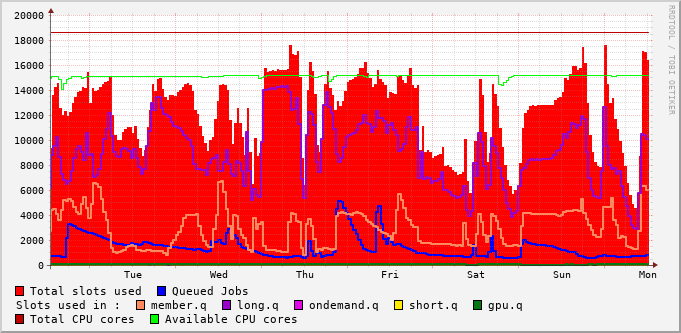 RRDTOOL / TOBI OETIKER
20000
18000
16000
14000
12000
10000
8000
6000
4000
2000
0
Tue Wed Thu Fri Sat Sun Mon
Total slots used Queued Jobs
Slots used in : member.q long.q ondemand.q short.q gpu.q
Total CPU cores Available CPU cores